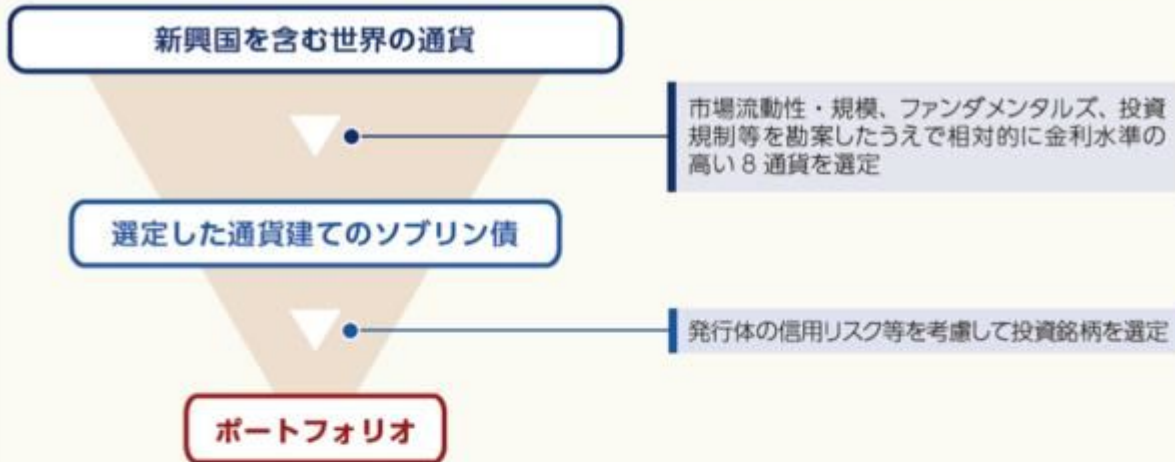 新興国を含む世界の通貨
市場流動性・規模、ファンダメンタルズ、投資
規制等を勘案したうえで相対的に金利水準の
高い8通貨を選定
選定した通貨建てのソブリン債
発行体の信用リスク等を考慮して投資銘柄を選定
ポートフォリオ